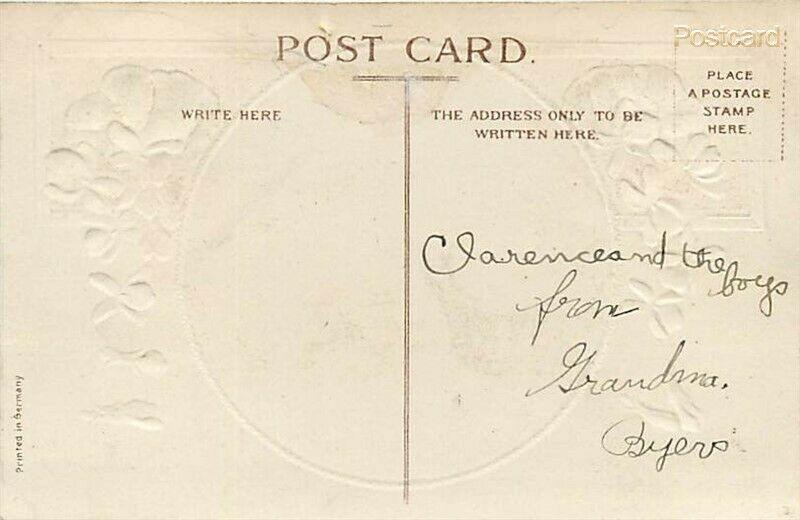 POST CARD.
Postcard
PLACE
A POSTAGE
STAMP
HERE.
WRITE HERE
THE ADDRESS ONLY TO BE
WRITTEN HERE.
Clarence and the
boys
from
Grandma.
Byers
Printed in Germany